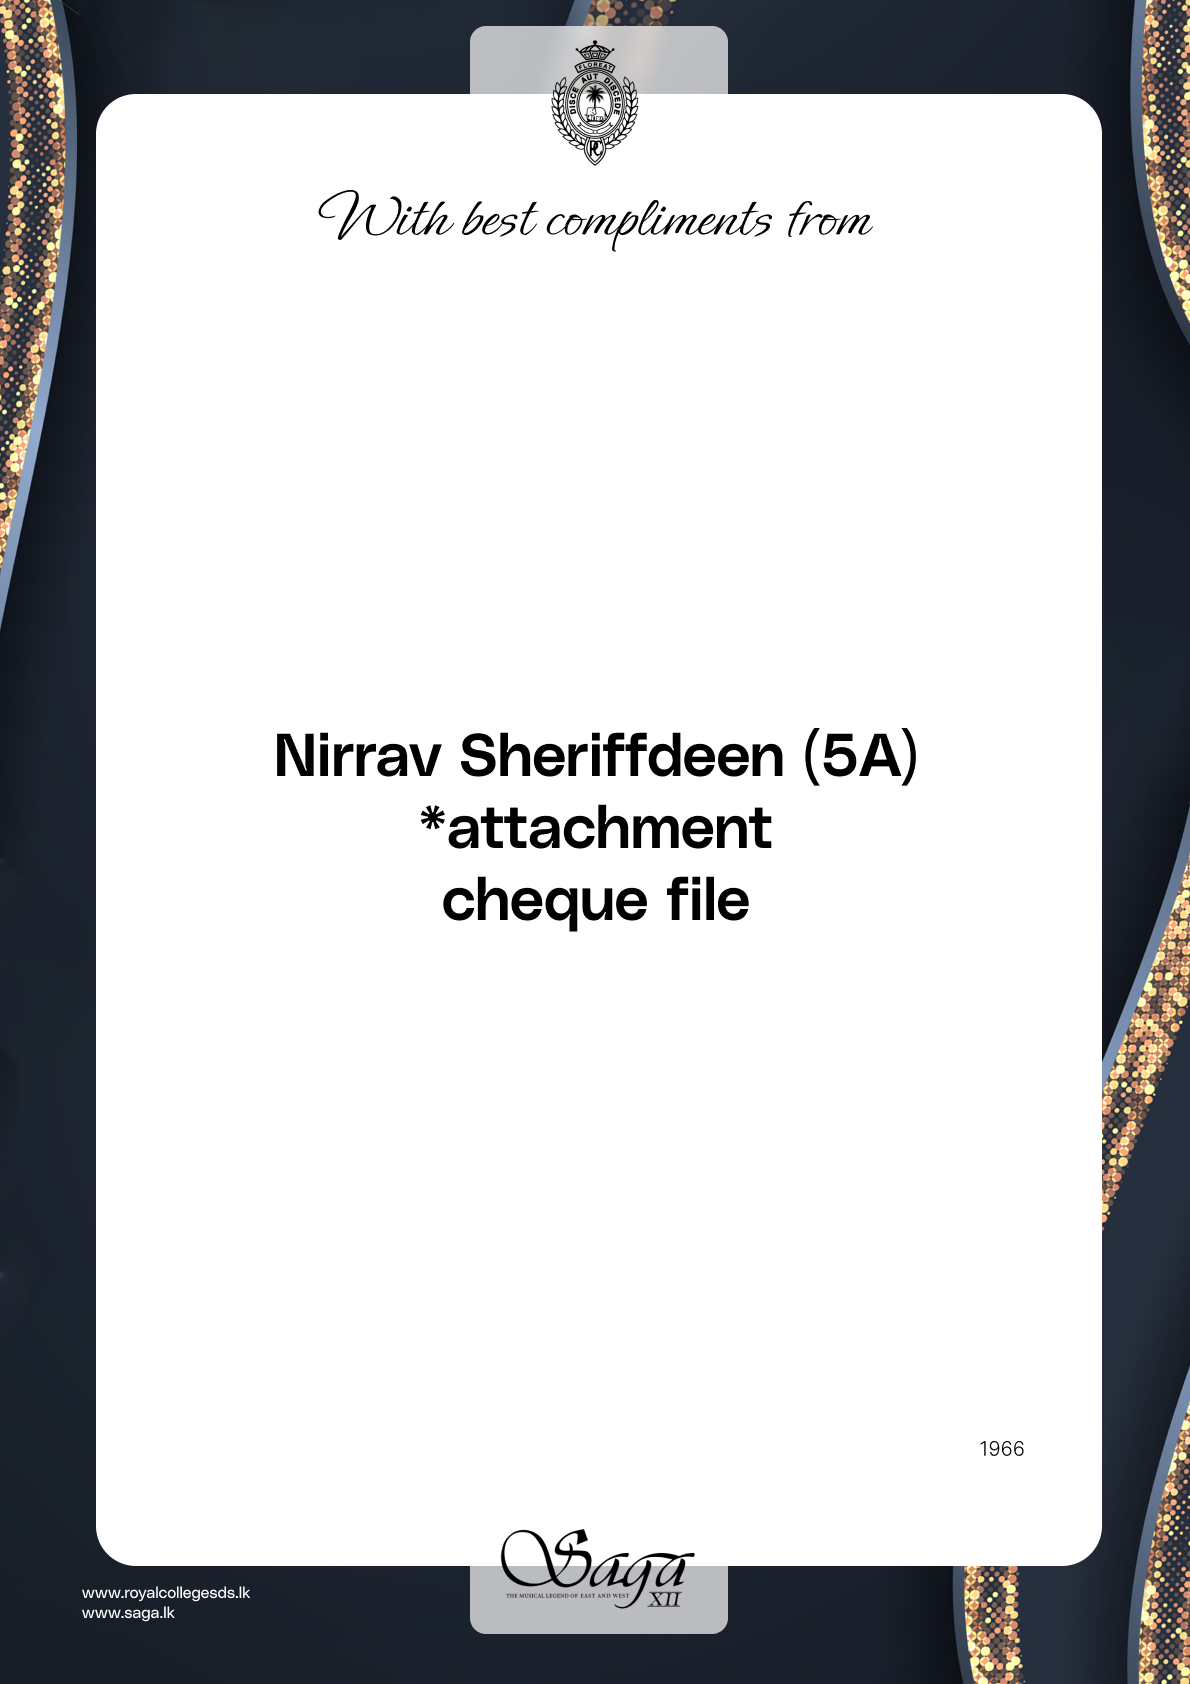 FLOREAT
DISCE AUT DISCEDE
RC
With best compliments from
Nirrav Sheriffdeen (5A)
*attachment
cheque file
1966
Saga
THE MUSICAL LEGEND OF EAST AND WEST
XII
www.royalcollegesds.lk
www.saga.lk